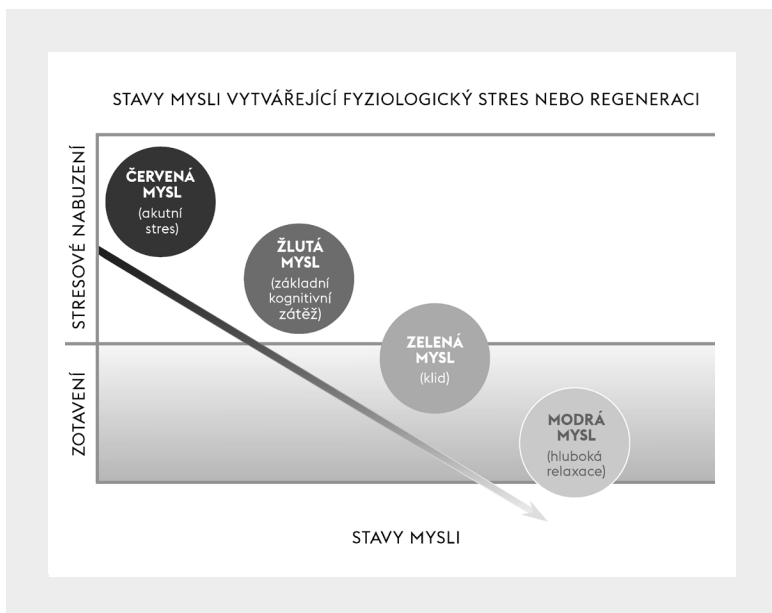 STAVY MYSLI VYTVÁŘEJÍCÍ FYZIOLOGICKÝ STRES NEBO REGENERACI
STRESOVÉ NABUZENÍ
ČERVENÁ
MYSL
(akutní
stres)
ŽLUTÁ
MYSL
(základní
kognitivní
zátěž)
ZELENÁ
MYSL
(klid)
ZOTAVENÍ
MODRÁ
MYSL
(hluboká
relaxace)
STAVY MYSLI